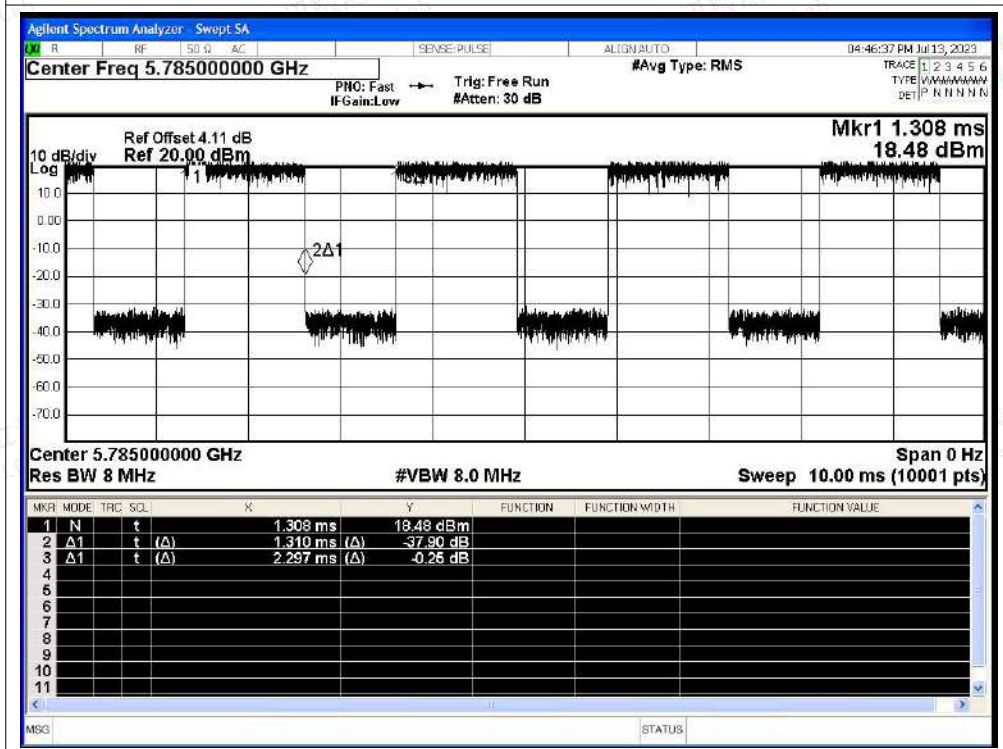 Agilent Spectrum Analyzer - Swept SA
LXI R RF 50 Ω AC SENSE:PULSE ALIGNAUTO 04:46:37 PM Jul 13, 2023
Center Freq 5.785000000 GHz #Avg Type: RMS TRACE 1 2 3 4 5 6
PNO: Fast Trig: Free Run TYPE
IFGain:Low #Atten: 30 dB DET P N N N N N
Mkr1 1.308 ms
Ref Offset 4.11 dB
10 dB/div Ref 20.00 dBm 18.48 dBm
Log
1
10.0
0.00
-10.0
2Δ1
-20.0
-30.0
-40.0
-50.0
-60.0
-70.0
Center 5.785000000 GHz Span 0 Hz
Res BW 8 MHz #VBW 8.0 MHz Sweep 10.00 ms (10001 pts)
MKR MODE TRC SCL X Y FUNCTION FUNCTION WIDTH FUNCTION VALUE
1 N t 1.308 ms 18.48 dBm
2 Δ1 t (Δ) 1.310 ms (Δ) -37.90 dB
3 Δ1 t (Δ) 2.297 ms (Δ) -0.25 dB
4
5
6
7
8
9
10
11
MSG STATUS